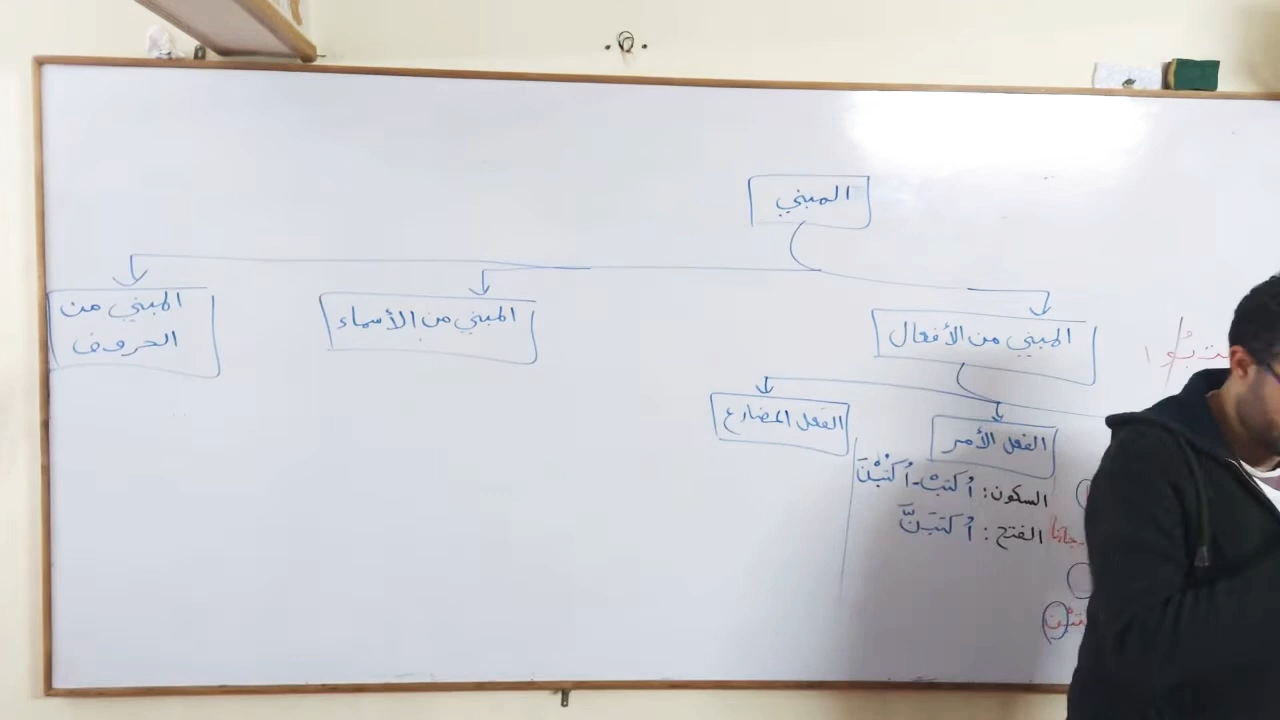 المبني
المبني من الأفعال
المبني من الأسماء
المبني من
الحروف
الفعل الأمر
الفعل المضارع
السكون: اُكتبْ - اُكتبْنَ
الفتح: اُكتبَنَّ